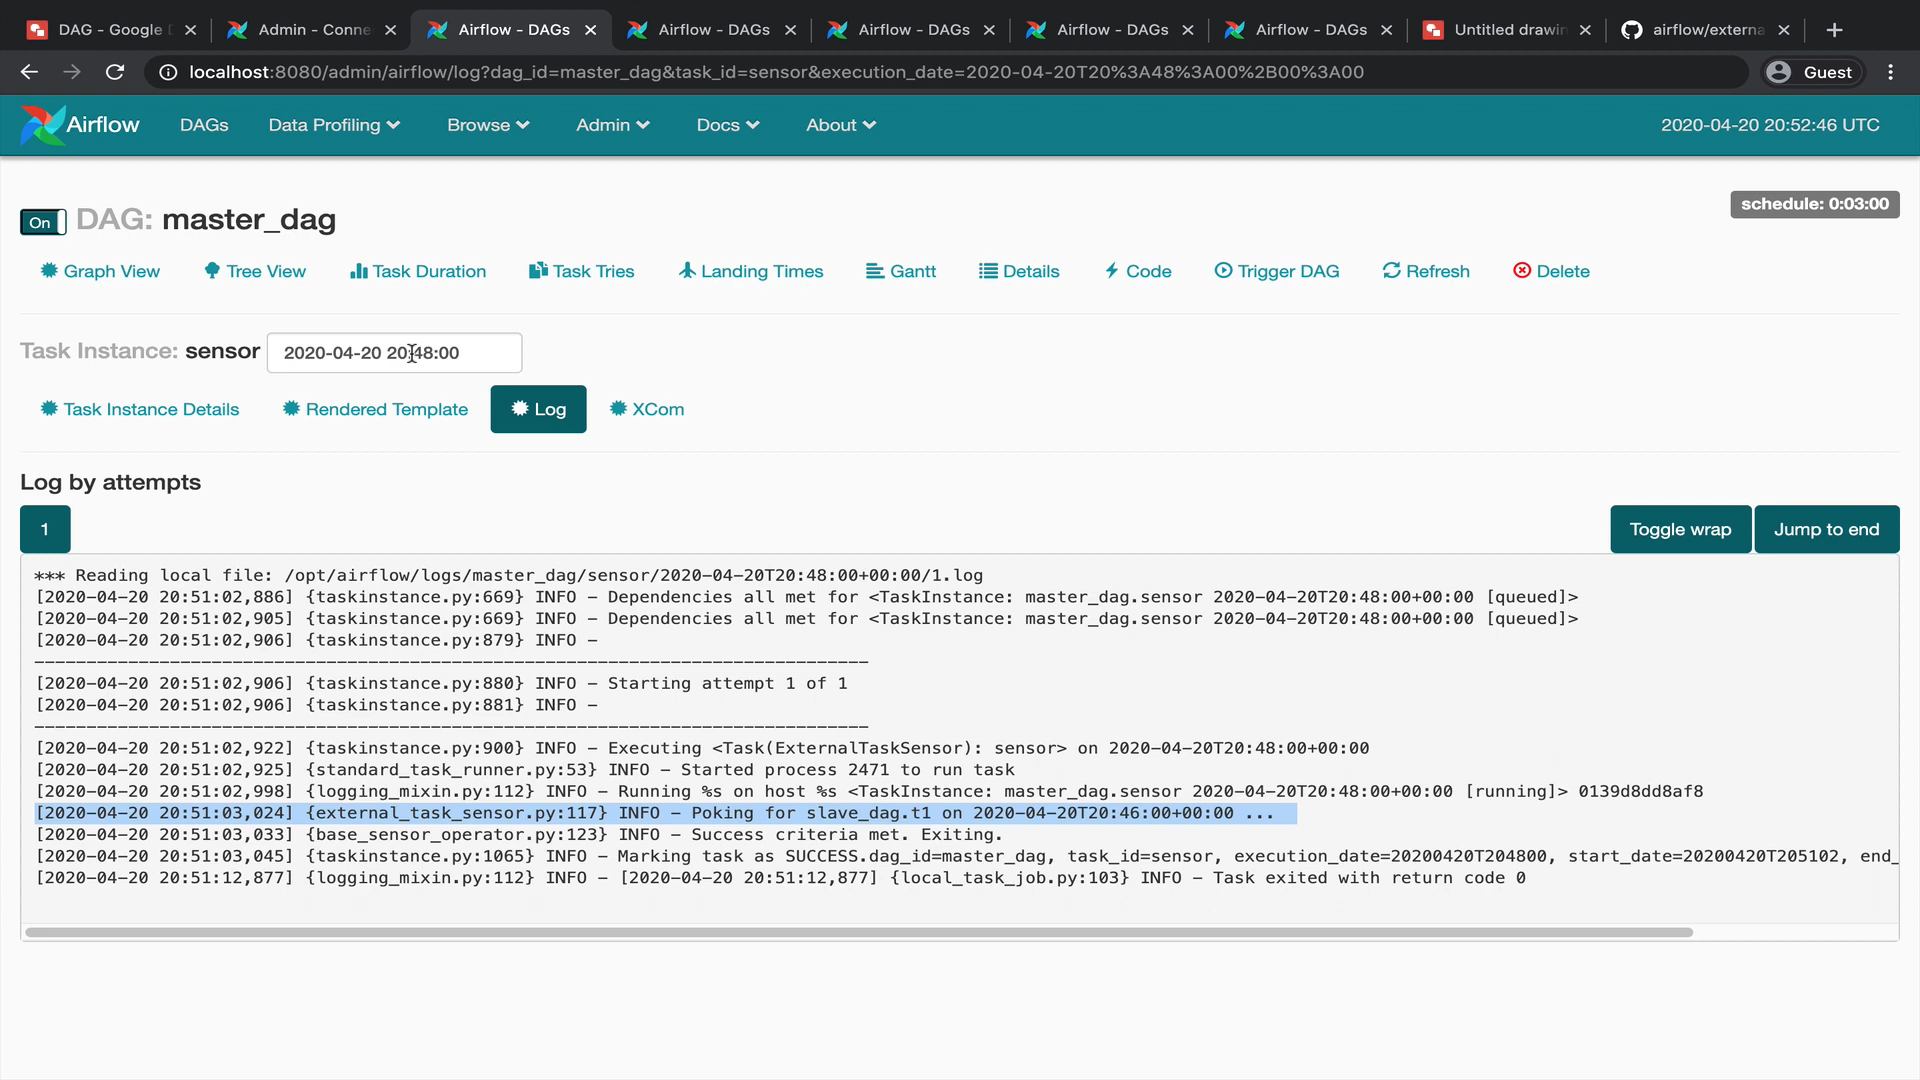 DAG - Google
Admin - Conne
Airflow - DAGs
Airflow - DAGs
Airflow - DAGs
Airflow - DAGs
Airflow - DAGs
Untitled drawin
airflow/externa
localhost:8080/admin/airflow/log?dag_id=master_dag&task_id=sensor&execution_date=2020-04-20T20%3A48%3A00%2B00%3A00
Guest
Airflow
DAGs
Data Profiling
Browse
Admin
Docs
About
2020-04-20 20:52:46 UTC
On
DAG: master_dag
schedule: 0:03:00
Graph View
Tree View
Task Duration
Task Tries
Landing Times
Gantt
Details
Code
Trigger DAG
Refresh
Delete
Task Instance: sensor
2020-04-20 20:48:00
Task Instance Details
Rendered Template
Log
XCom
Log by attempts
1
Toggle wrap
Jump to end
*** Reading local file: /opt/airflow/logs/master_dag/sensor/2020-04-20T20:48:00+00:00/1.log
[2020-04-20 20:51:02,886] {taskinstance.py:669} INFO - Dependencies all met for <TaskInstance: master_dag.sensor 2020-04-20T20:48:00+00:00 [queued]>
[2020-04-20 20:51:02,905] {taskinstance.py:669} INFO - Dependencies all met for <TaskInstance: master_dag.sensor 2020-04-20T20:48:00+00:00 [queued]>
[2020-04-20 20:51:02,906] {taskinstance.py:879} INFO -
--------------------------------------------------------------------------------
[2020-04-20 20:51:02,906] {taskinstance.py:880} INFO - Starting attempt 1 of 1
[2020-04-20 20:51:02,906] {taskinstance.py:881} INFO -
--------------------------------------------------------------------------------
[2020-04-20 20:51:02,922] {taskinstance.py:900} INFO - Executing <Task(ExternalTaskSensor): sensor> on 2020-04-20T20:48:00+00:00
[2020-04-20 20:51:02,925] {standard_task_runner.py:53} INFO - Started process 2471 to run task
[2020-04-20 20:51:02,998] {logging_mixin.py:112} INFO - Running %s on host %s <TaskInstance: master_dag.sensor 2020-04-20T20:48:00+00:00 [running]> 0139d8dd8af8
[2020-04-20 20:51:03,024] {external_task_sensor.py:117} INFO - Poking for slave_dag.t1 on 2020-04-20T20:46:00+00:00 ...
[2020-04-20 20:51:03,033] {base_sensor_operator.py:123} INFO - Success criteria met. Exiting.
[2020-04-20 20:51:03,045] {taskinstance.py:1065} INFO - Marking task as SUCCESS.dag_id=master_dag, task_id=sensor, execution_date=20200420T204800, start_date=20200420T205102, end_
[2020-04-20 20:51:12,877] {logging_mixin.py:112} INFO - [2020-04-20 20:51:12,877] {local_task_job.py:103} INFO - Task exited with return code 0